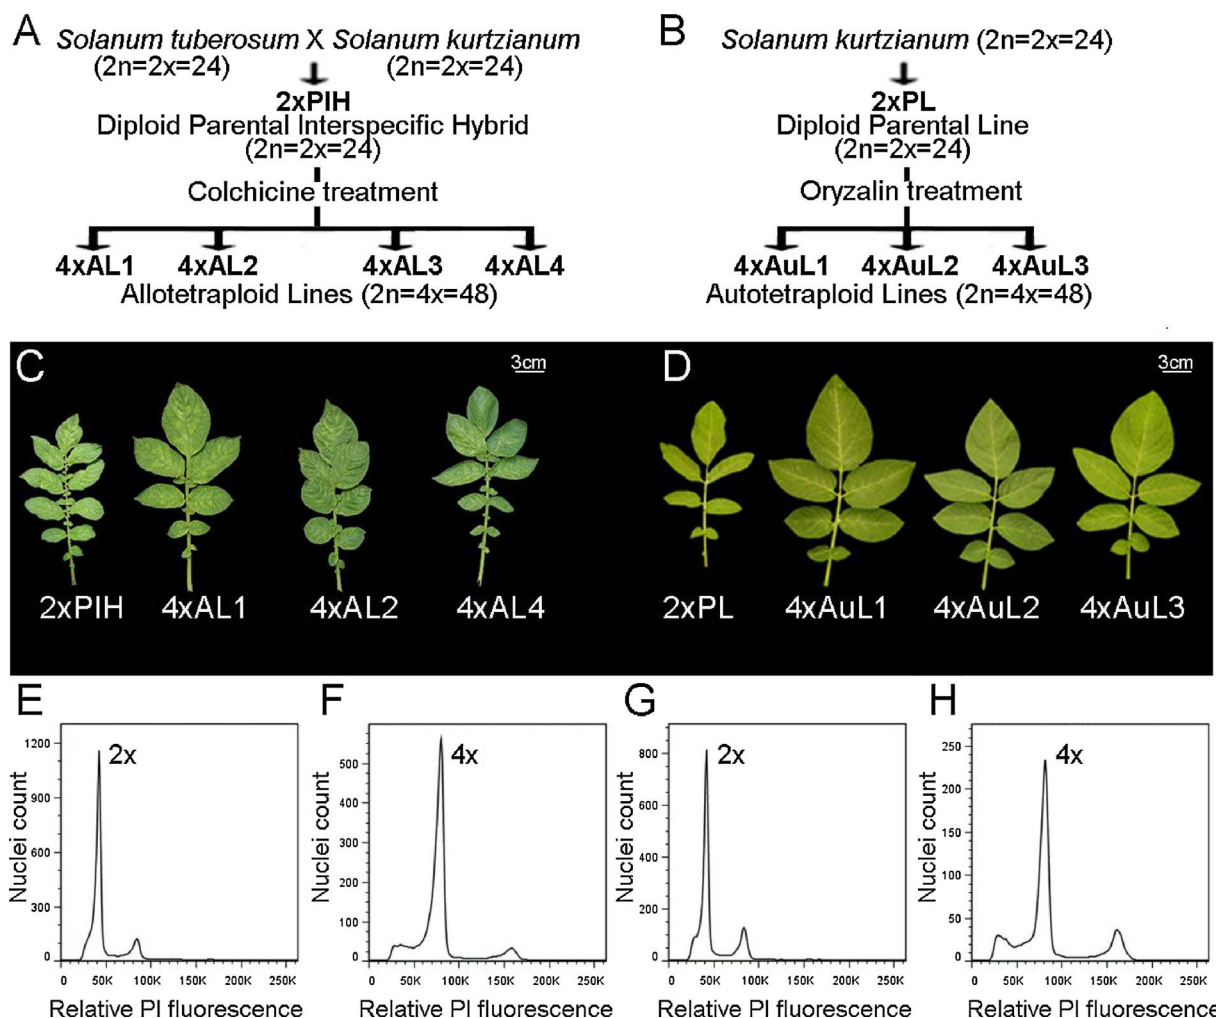 A
Solanum tuberosum X Solanum kurtzianum
(2n=2x=24) (2n=2x=24)
2xPIH
Diploid Parental Interspecific Hybrid
(2n=2x=24)
Colchicine treatment
4xAL1 4xAL2 4xAL3 4xAL4
Allotetraploid Lines (2n=4x=48)
B
Solanum kurtzianum (2n=2x=24)
2xPL
Diploid Parental Line
(2n=2x=24)
Oryzalin treatment
4xAuL1 4xAuL2 4xAuL3
Autotetraploid Lines (2n=4x=48)
C
3cm
2xPIH 4xAL1 4xAL2 4xAL4
D
3cm
2xPL 4xAuL1 4xAuL2 4xAuL3
E
2x
Nuclei count
1200
900
600
300
0
0 50K 100K 150K 200K 250K
Relative PI fluorescence
F
4x
Nuclei count
500
400
300
200
100
0
0 50K 100K 150K 200K 250K
Relative PI fluorescence
G
2x
Nuclei count
800
600
400
200
0
0 50K 100K 150K 200K 250K
Relative PI fluorescence
H
4x
Nuclei count
250
200
150
100
50
0
0 50K 100K 150K 200K 250K
Relative PI fluorescence